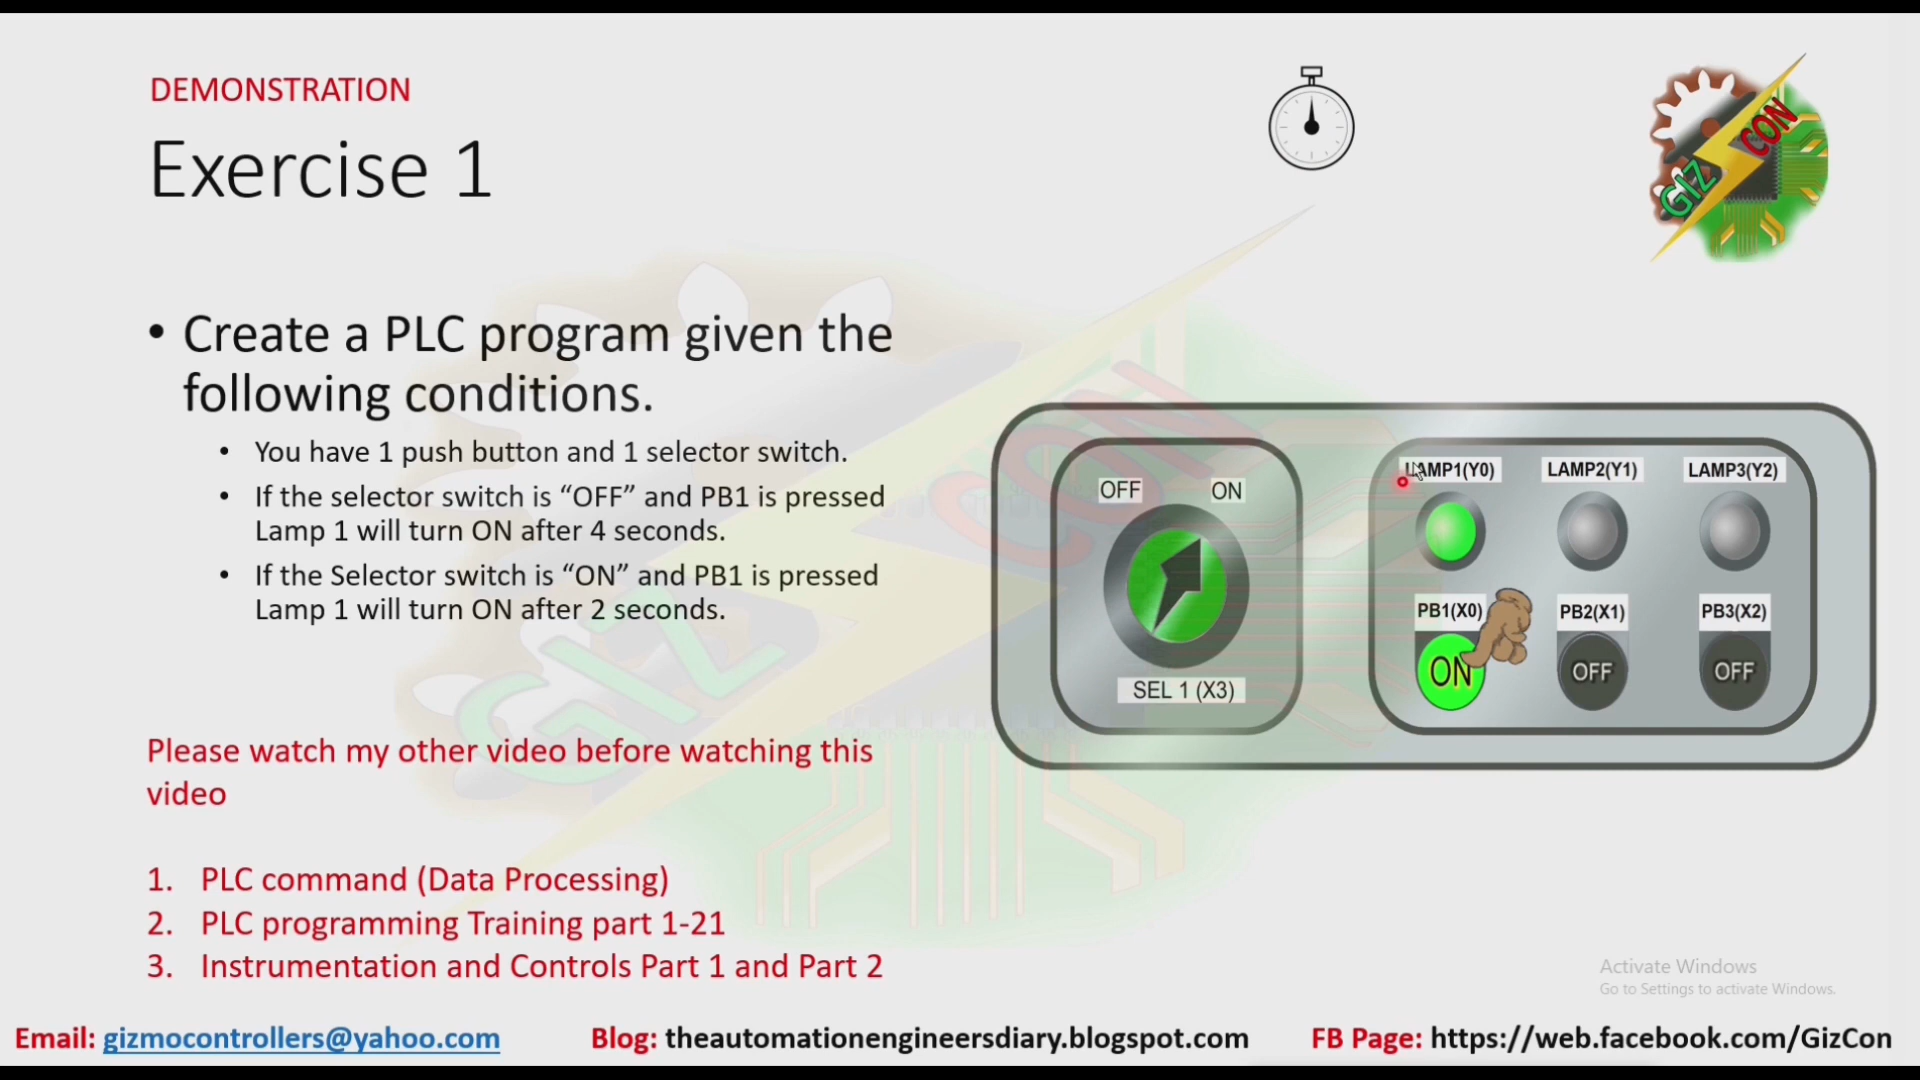 DEMONSTRATION
Exercise 1
GIZ CON
• Create a PLC program given the
following conditions.
• You have 1 push button and 1 selector switch.
• If the selector switch is “OFF” and PB1 is pressed
Lamp 1 will turn ON after 4 seconds.
• If the Selector switch is “ON” and PB1 is pressed
Lamp 1 will turn ON after 2 seconds.
GIZ CON
OFF ON
SEL 1 (X3)
LAMP1(Y0) LAMP2(Y1) LAMP3(Y2)
PB1(X0) PB2(X1) PB3(X2)
ON OFF OFF
Please watch my other video before watching this
video
1. PLC command (Data Processing)
2. PLC programming Training part 1-21
3. Instrumentation and Controls Part 1 and Part 2
Activate Windows
Go to Settings to activate Windows.
Email: gizmocontrollers@yahoo.com Blog: theautomationengineersdiary.blogspot.com FB Page: https://web.facebook.com/GizCon